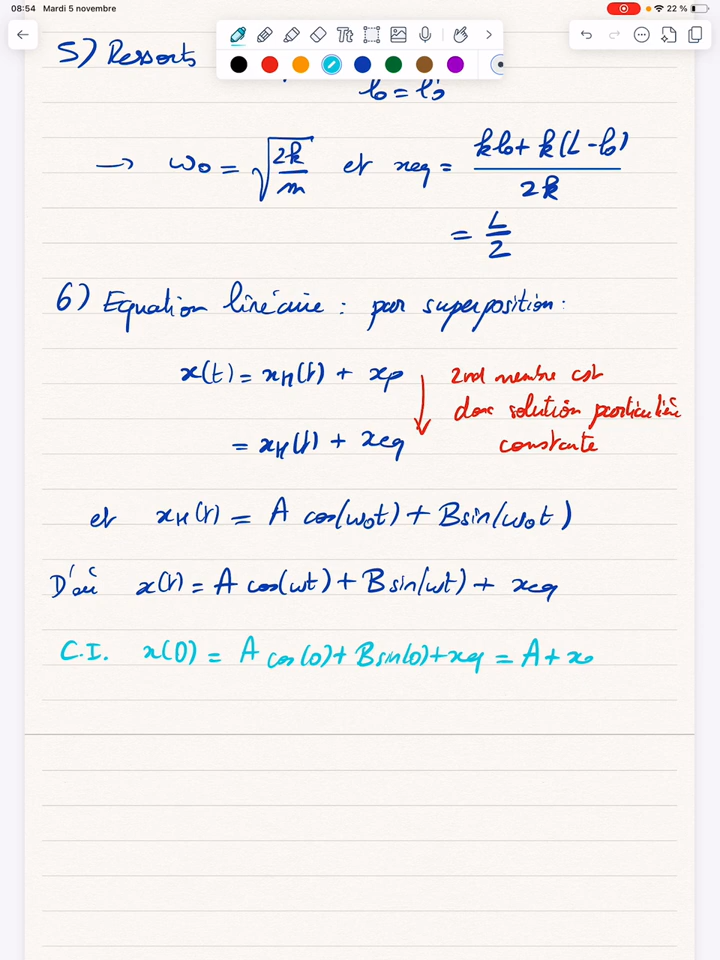 08:54 Mardi 5 novembre
22 %
Tt
5) Ressorts
l0 = l'0
→ ω0 = √(2k/m) et xeq = (kl0 + k(L - l0))/2k
= L/2
6) Equation linéaire : par superposition :
x(t) = xH(t) + xp
2nd membre cst
donc solution particulière
= xH(t) + xeq
constante
et xH(t) = A cos(ω0t) + B sin(ω0t)
D'où x(t) = A cos(ωt) + B sin(ωt) + xeq
C.I. x(0) = A cos(0) + B sin(0) + xeq = A + x